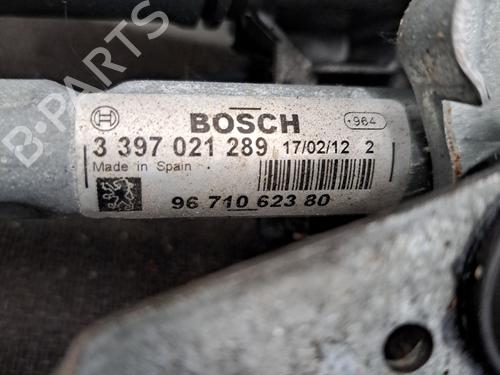 B-PARTS
BOSCH
964
3 397 021 289 17/02/12 2
Made in Spain
96 710 623 80